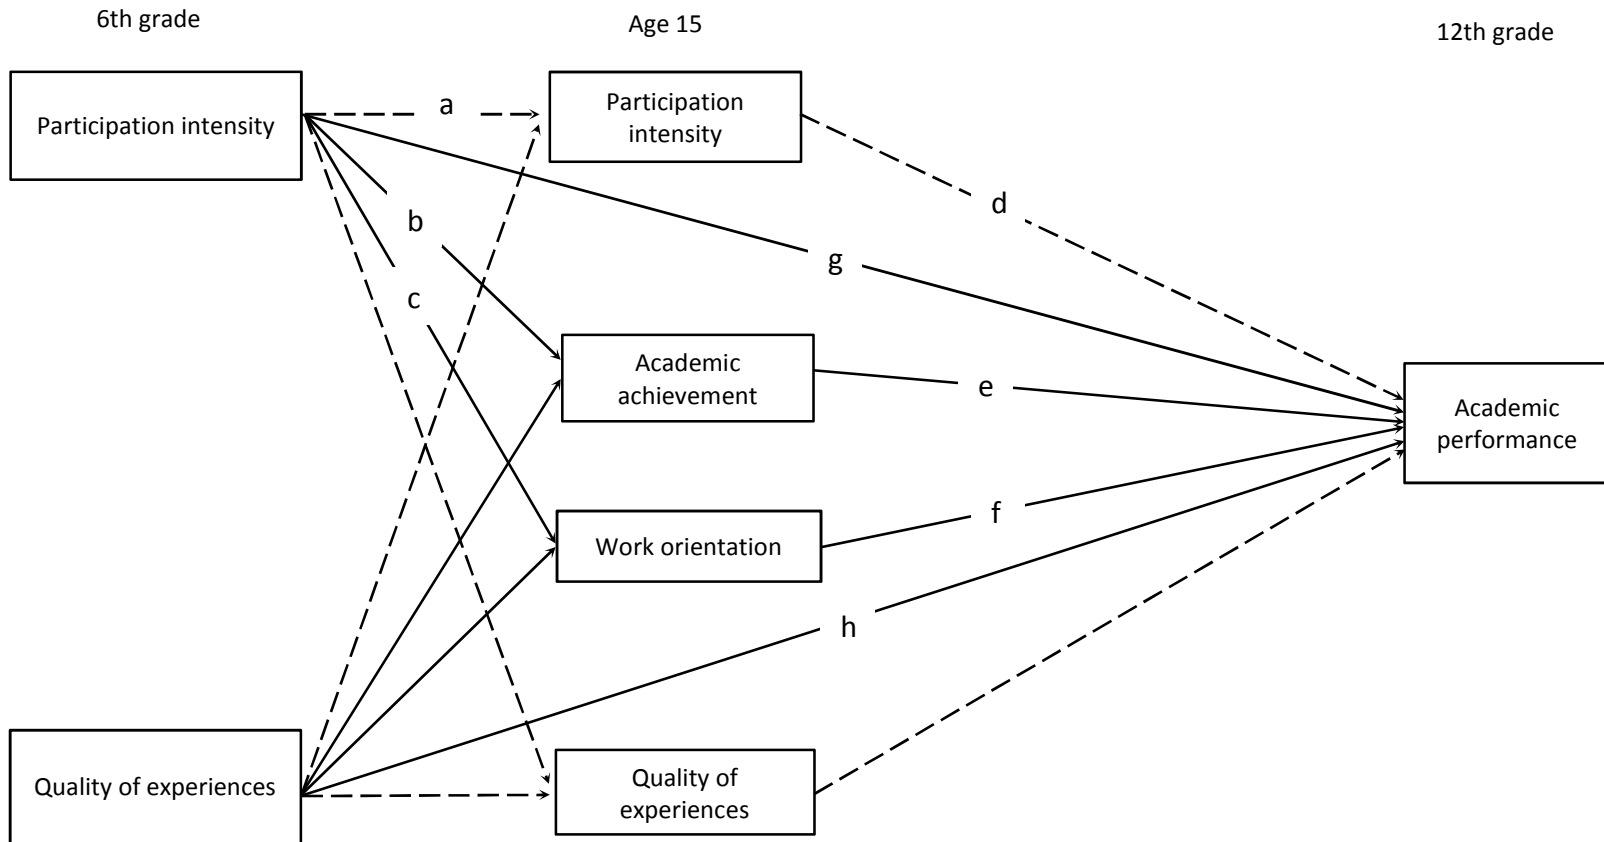 6th grade
Age 15
12th grade
Participation intensity
a
Participation
intensity
b
c
d
g
Academic
achievement
e
Academic
performance
Work orientation
f
h
Quality of experiences
Quality of
experiences